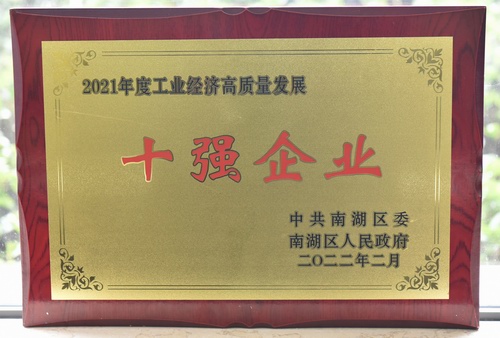 2021年度工业经济高质量发展
十强企业
中共南湖区委
南湖区人民政府
二〇二二年二月